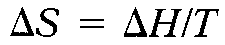 ΔS = ΔH/T